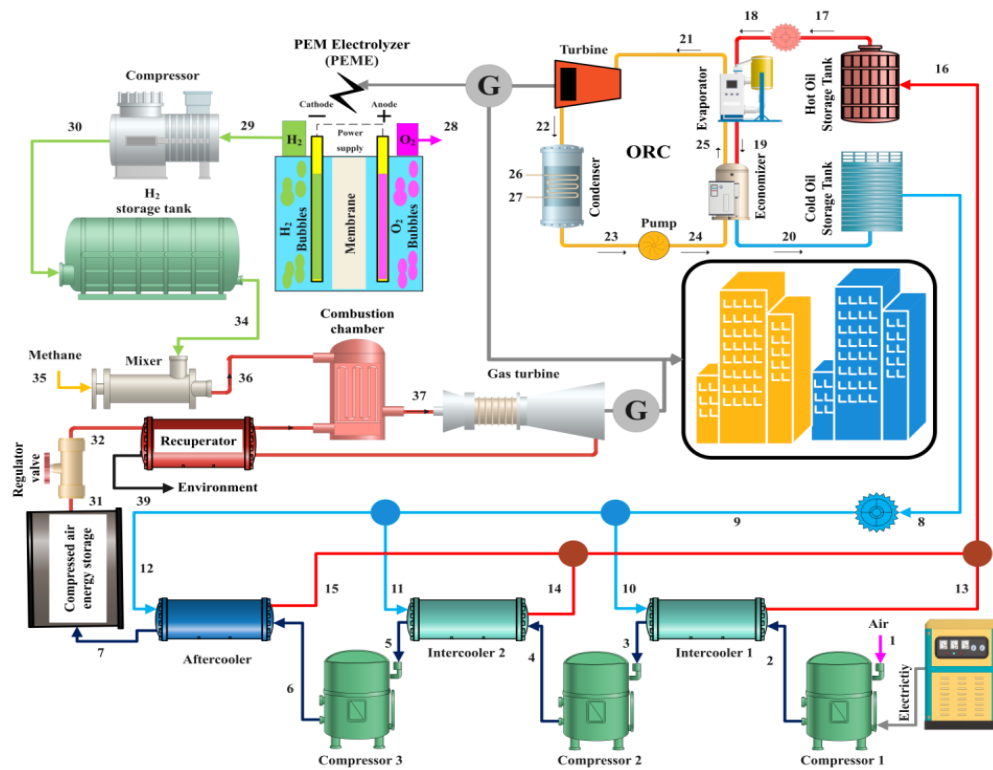 18
17
PEM Electrolyzer
(PEME)
21
Turbine
Compressor
G
Evaporator
Hot Oil
Storage Tank
16
Cathode
Anode
−
+
30
29
H2
Power
supply
O2
28
22
ORC
25
19
26
27
Condenser
Economizer
Cold Oil
Storage Tank
H2
storage tank
H2
Bubbles
Membrane
O2
Bubbles
Pump
23
24
20
34
Combustion
chamber
Methane
Mixer
35
36
37
Gas turbine
G
32
Recuperator
Regulator
valve
Environment
31
39
9
8
Compressed air
energy storage
12
15
11
14
10
13
Air
1
7
Aftercooler
5
Intercooler 2
3
Intercooler 1
6
4
2
Electrictiy
Compressor 3
Compressor 2
Compressor 1